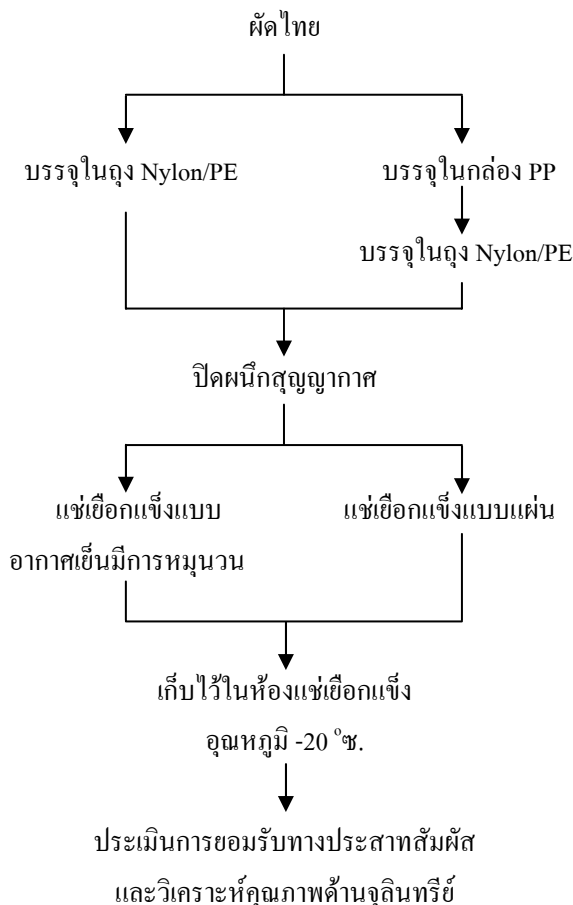 ผัดไทย
บรรจุในถุง Nylon/PE
บรรจุในกล่อง PP
บรรจุในถุง Nylon/PE
ปิดผนึกสุญญากาศ
แช่เยือกแข็งแบบ
อากาศเย็นมีการหมุนวน
แช่เยือกแข็งแบบแผ่น
เก็บไว้ในห้องแช่เยือกแข็ง
อุณหภูมิ -20 °ซ.
ประเมินการยอมรับทางประสาทสัมผัส
และวิเคราะห์คุณภาพด้านจุลินทรีย์